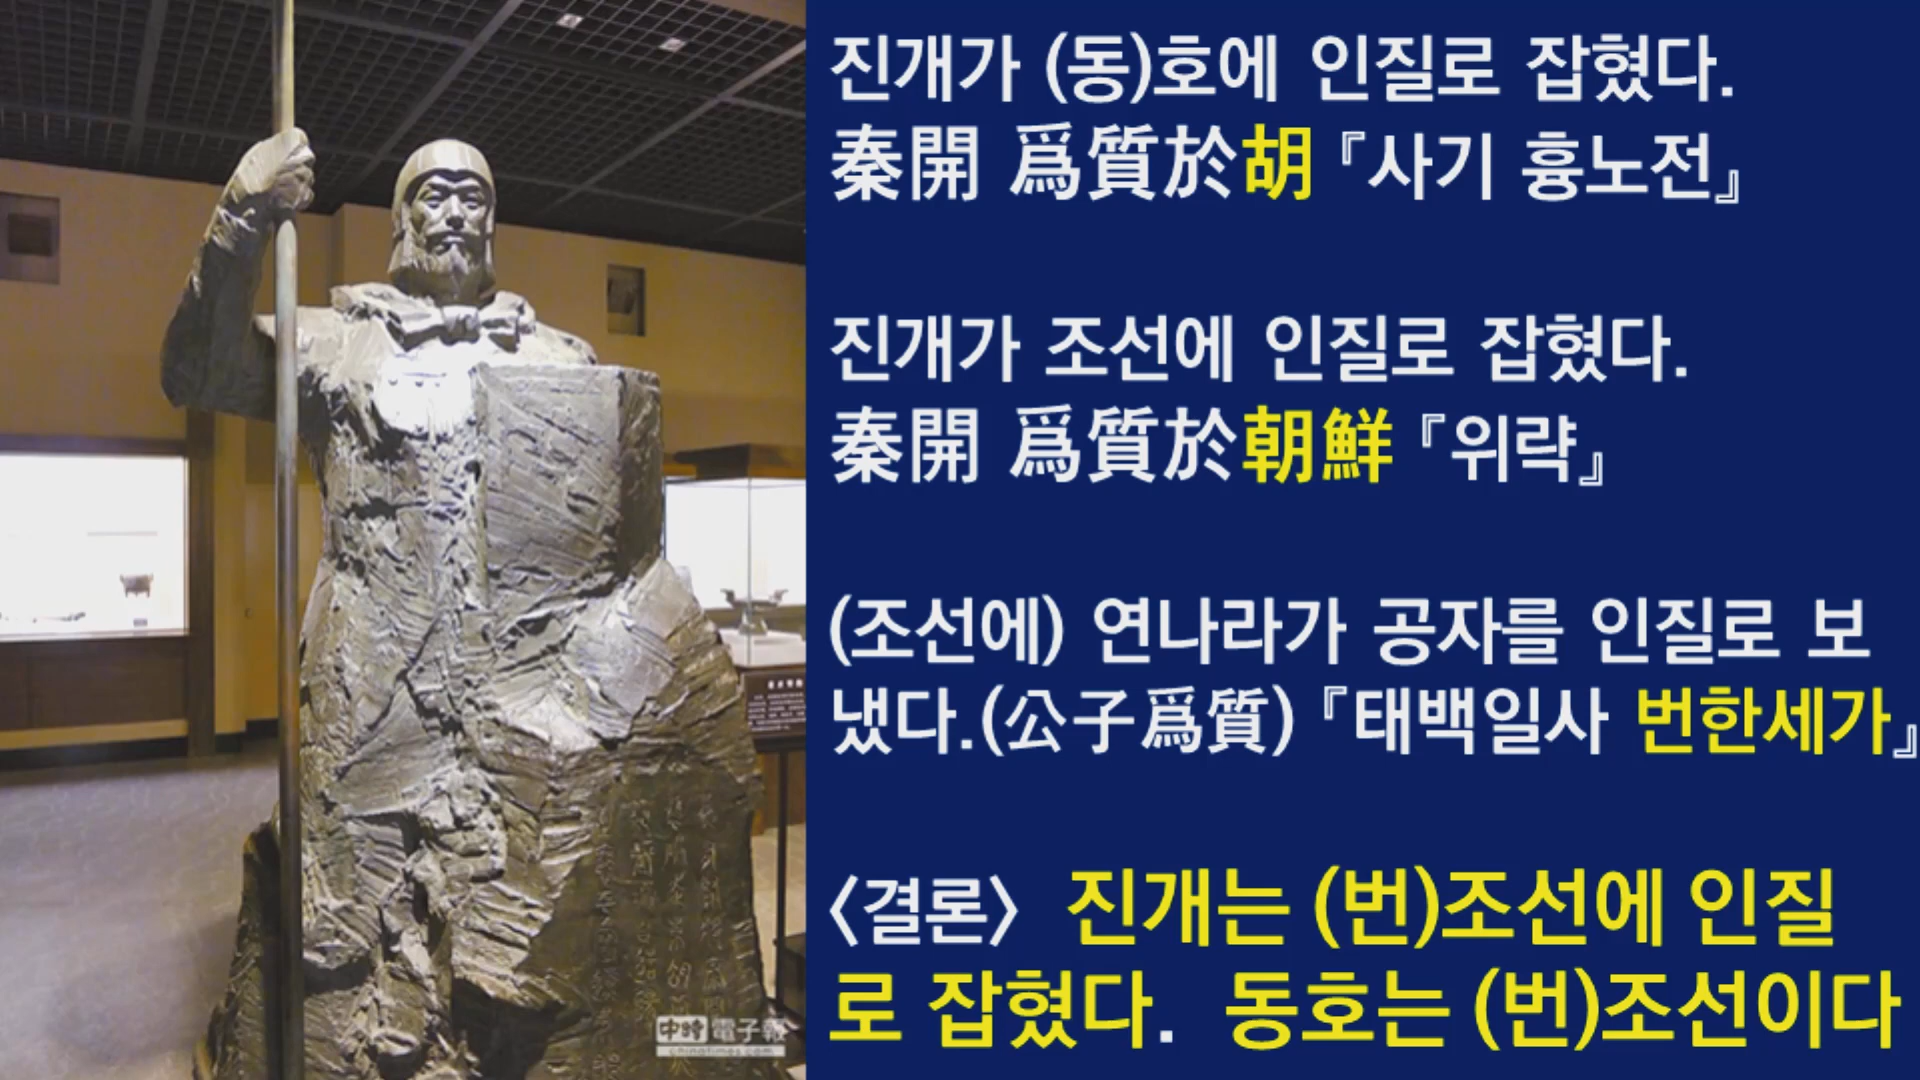 진개가 (동)호에 인질로 잡혔다.
秦開 爲質於胡 『사기 흉노전』
진개가 조선에 인질로 잡혔다.
秦開 爲質於朝鮮 『위략』
(조선에) 연나라가 공자를 인질로 보
냈다.(公子爲質) 『태백일사 번한세가』
〈결론〉 진개는 (번)조선에 인질
로 잡혔다. 동호는 (번)조선이다
中時電子報
chinatimes.com